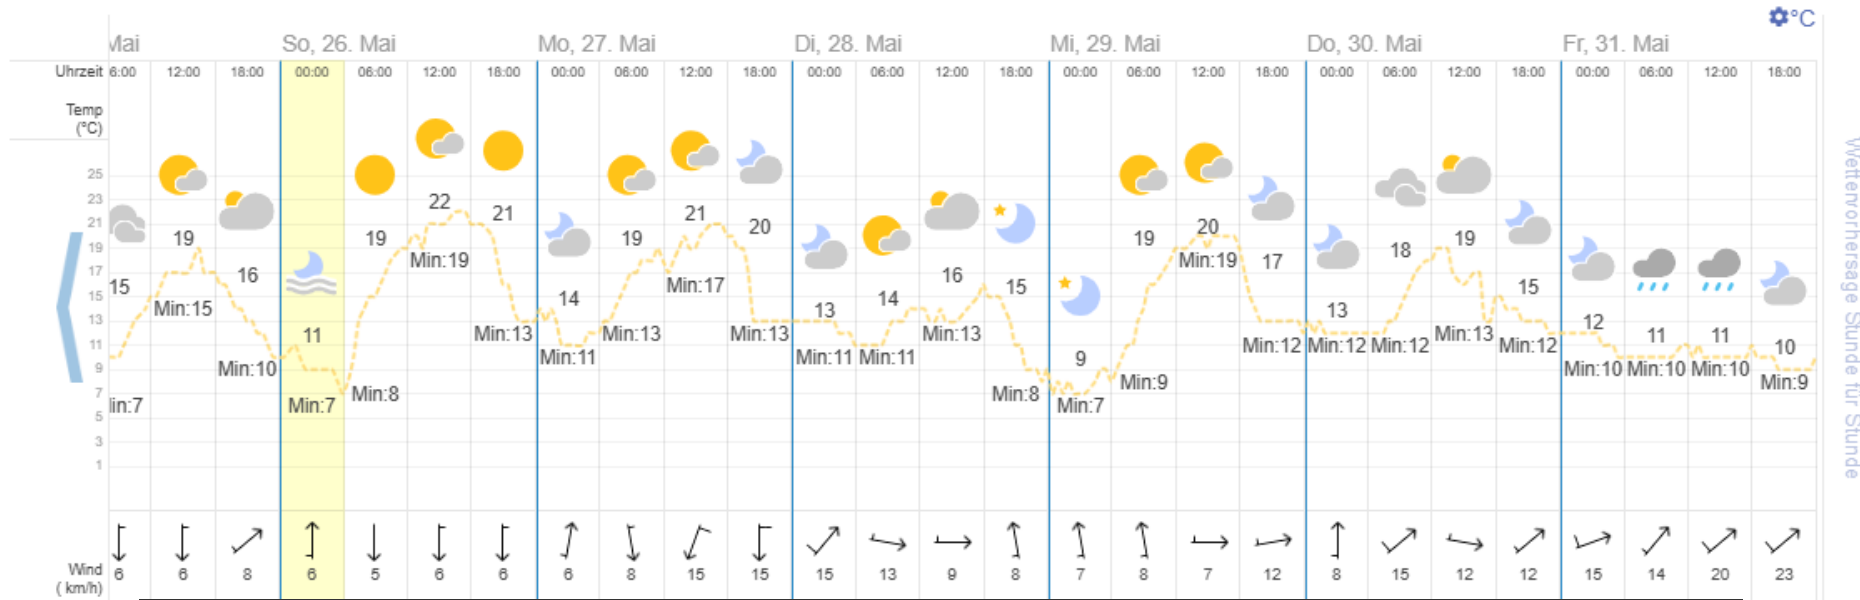 °C
Mai So, 26. Mai Mo, 27. Mai Di, 28. Mai Mi, 29. Mai Do, 30. Mai Fr, 31. Mai
Uhrzeit 6:00 12:00 18:00 00:00 06:00 12:00 18:00 00:00 06:00 12:00 18:00 00:00 06:00 12:00 18:00 00:00 06:00 12:00 18:00 00:00 06:00 12:00 18:00 00:00 06:00 12:00 18:00
Temp
(°C)
25
23
21
19
17
15
13
11
9
7
5
3
1
15 19 16 11 19 22 21 14 19 21 20 13 14 16 15 9 19 20 17 13 18 19 15 12 11 11 10
in:7 Min:15 Min:10 Min:7 Min:8 Min:19 Min:13 Min:11 Min:13 Min:17 Min:13 Min:11 Min:11 Min:13 Min:8 Min:7 Min:9 Min:19 Min:12 Min:12 Min:12 Min:13 Min:12 Min:10 Min:10 Min:10 Min:9
Wind
( km/h)
6 6 8 6 5 6 6 6 8 15 15 15 13 9 8 7 8 7 12 8 15 12 12 15 14 20 23
Wettervorhersage Stunde für Stunde